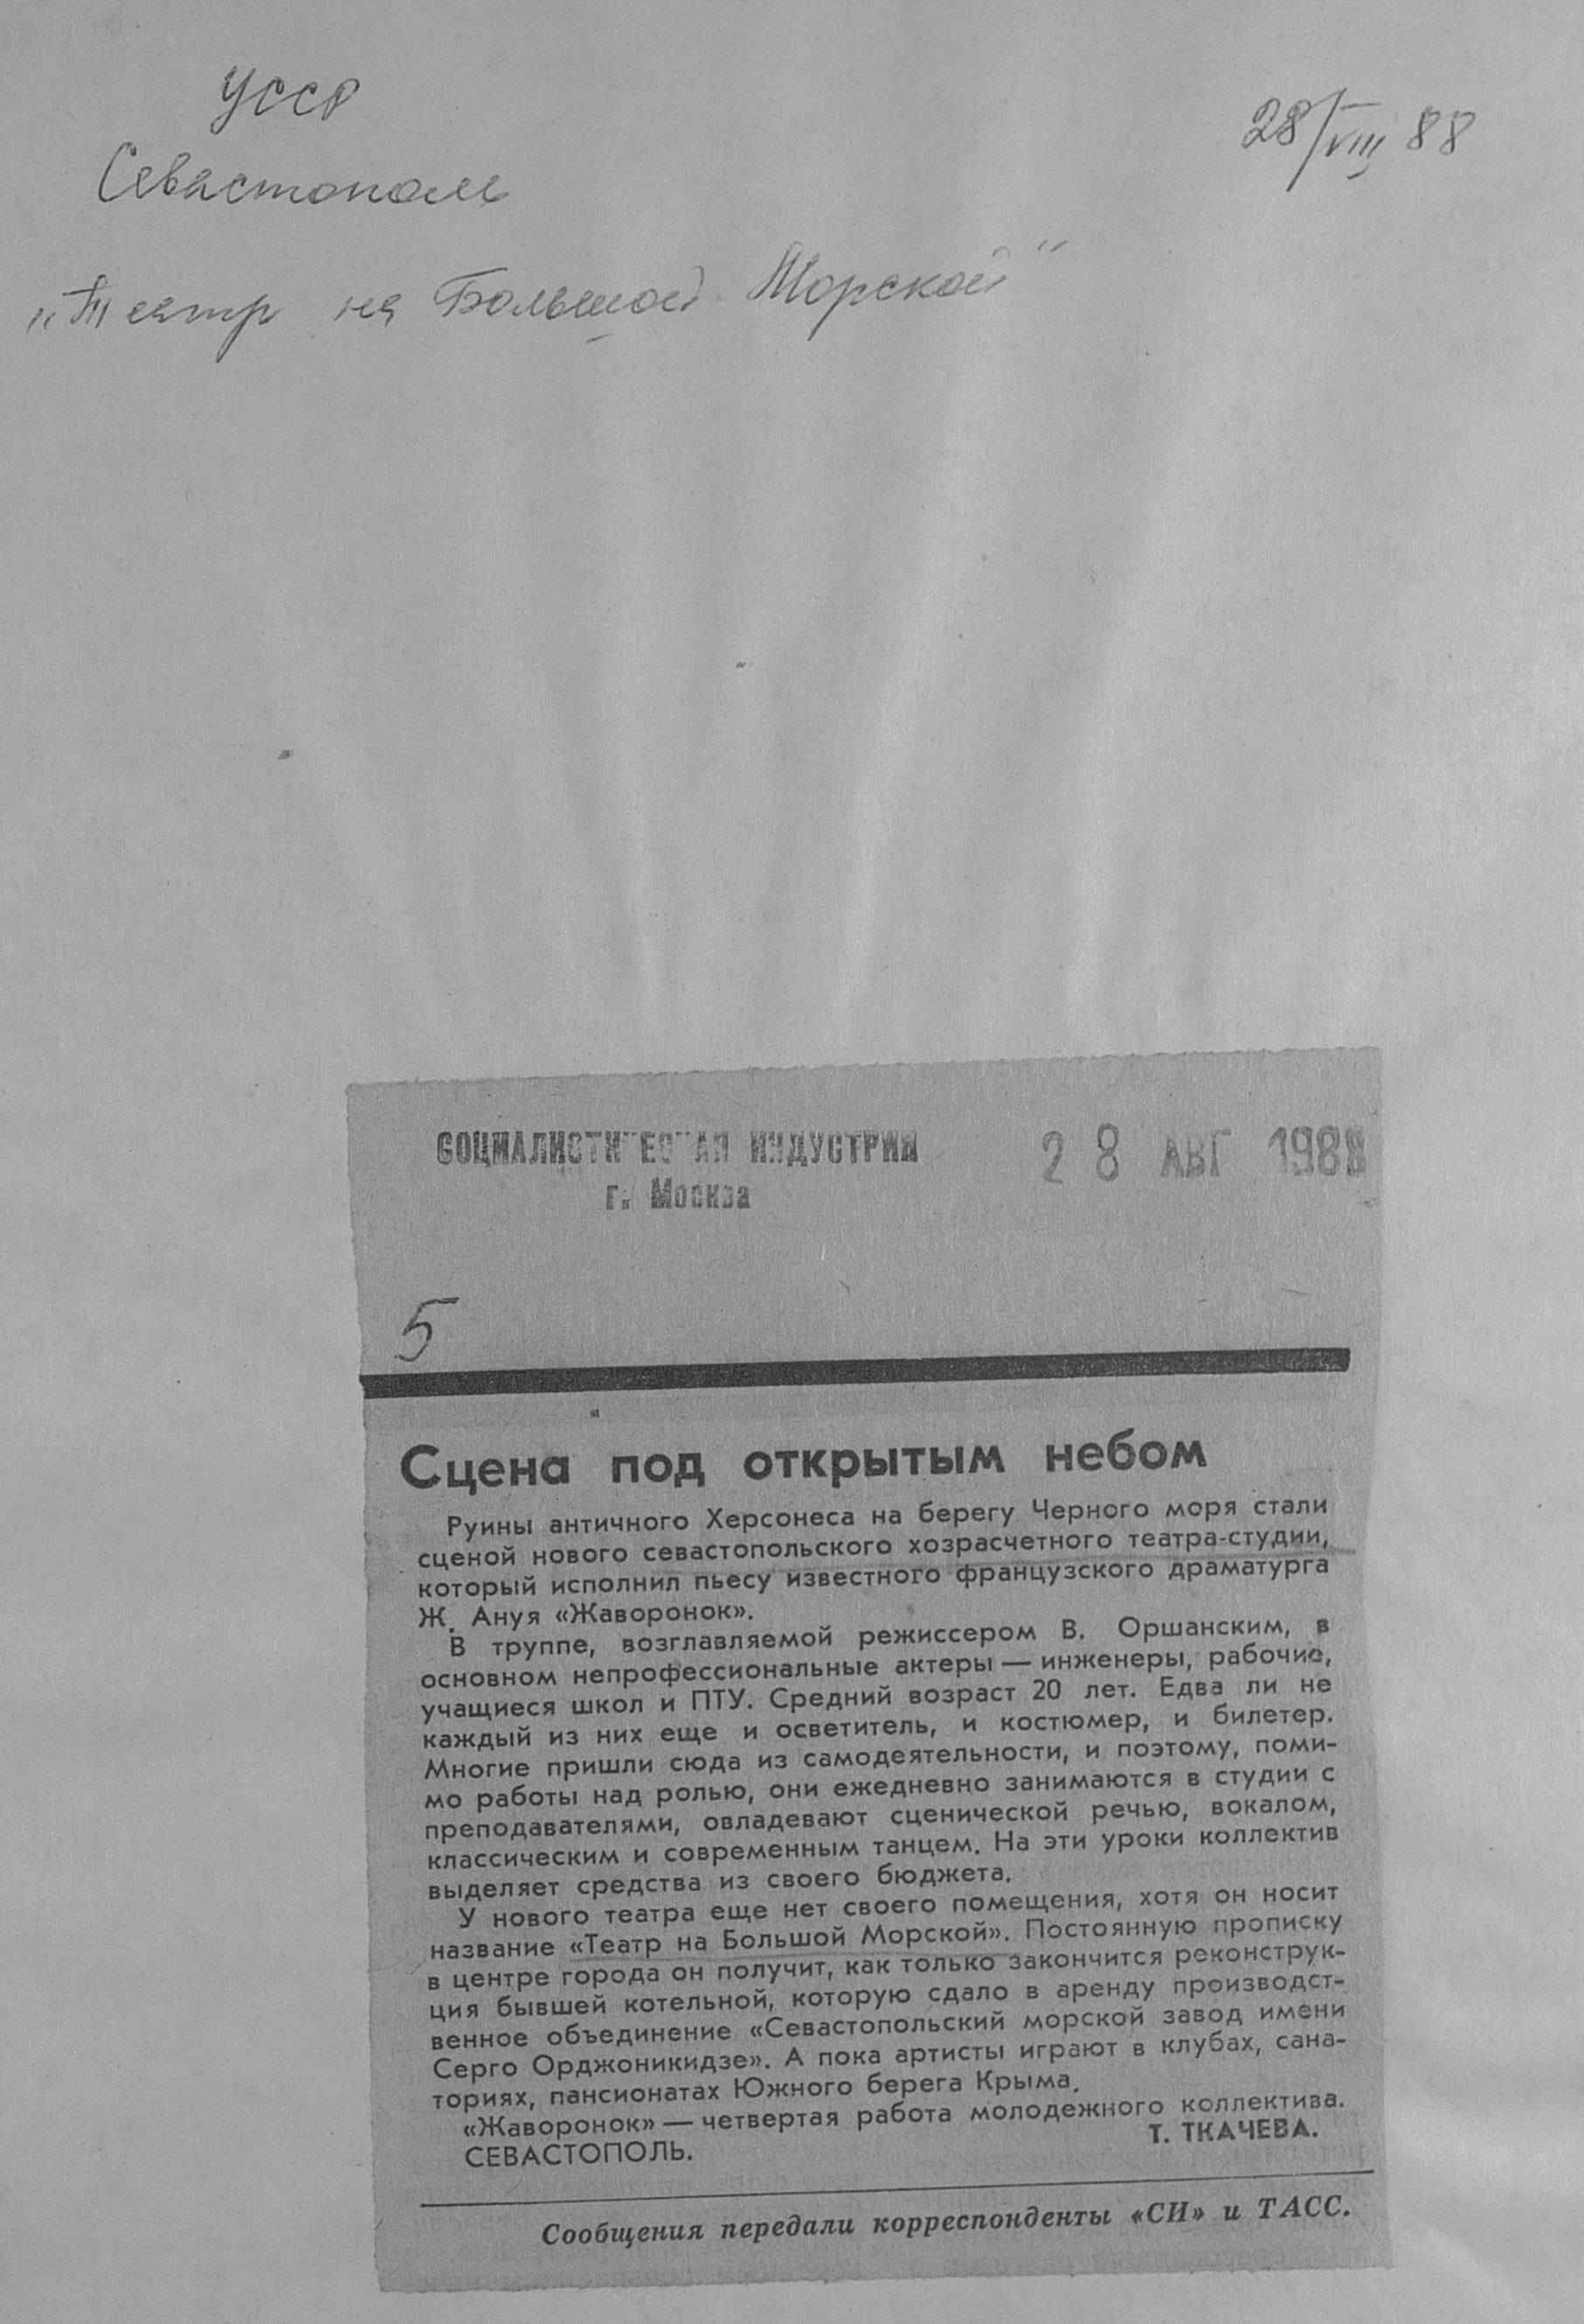 УССР
28/VIII 88
Севастополь
„Театр на Большой Морской"
СОЦИАЛИСТИЧЕСКАЯ ИНДУСТРИЯ
28 АВГ 1988
г. Москва
5
Сцена под открытым небом
Руины античного Херсонеса на берегу Черного моря стали
сценой нового севастопольского хозрасчетного театра-студии,
который исполнил пьесу известного французского драматурга
Ж. Ануя «Жаворонок».
В труппе, возглавляемой режиссером В. Оршанским, в
основном непрофессиональные актеры — инженеры, рабочие,
учащиеся школ и ПТУ. Средний возраст 20 лет. Едва ли не
каждый из них еще и осветитель, и костюмер, и билетер.
Многие пришли сюда из самодеятельности, и поэтому, поми-
мо работы над ролью, они ежедневно занимаются в студии с
преподавателями, овладевают сценической речью, вокалом,
классическим и современным танцем. На эти уроки коллектив
выделяет средства из своего бюджета.
У нового театра еще нет своего помещения, хотя он носит
название «Театр на Большой Морской». Постоянную прописку
в центре города он получит, как только закончится реконструк-
ция бывшей котельной, которую сдало в аренду производст-
венное объединение «Севастопольский морской завод имени
Серго Орджоникидзе». А пока артисты играют в клубах, сана-
ториях, пансионатах Южного берега Крыма.
«Жаворонок» — четвертая работа молодежного коллектива.
Т. ТКАЧЕВА.
СЕВАСТОПОЛЬ.
Сообщения передали корреспонденты «СИ» и ТАСС.